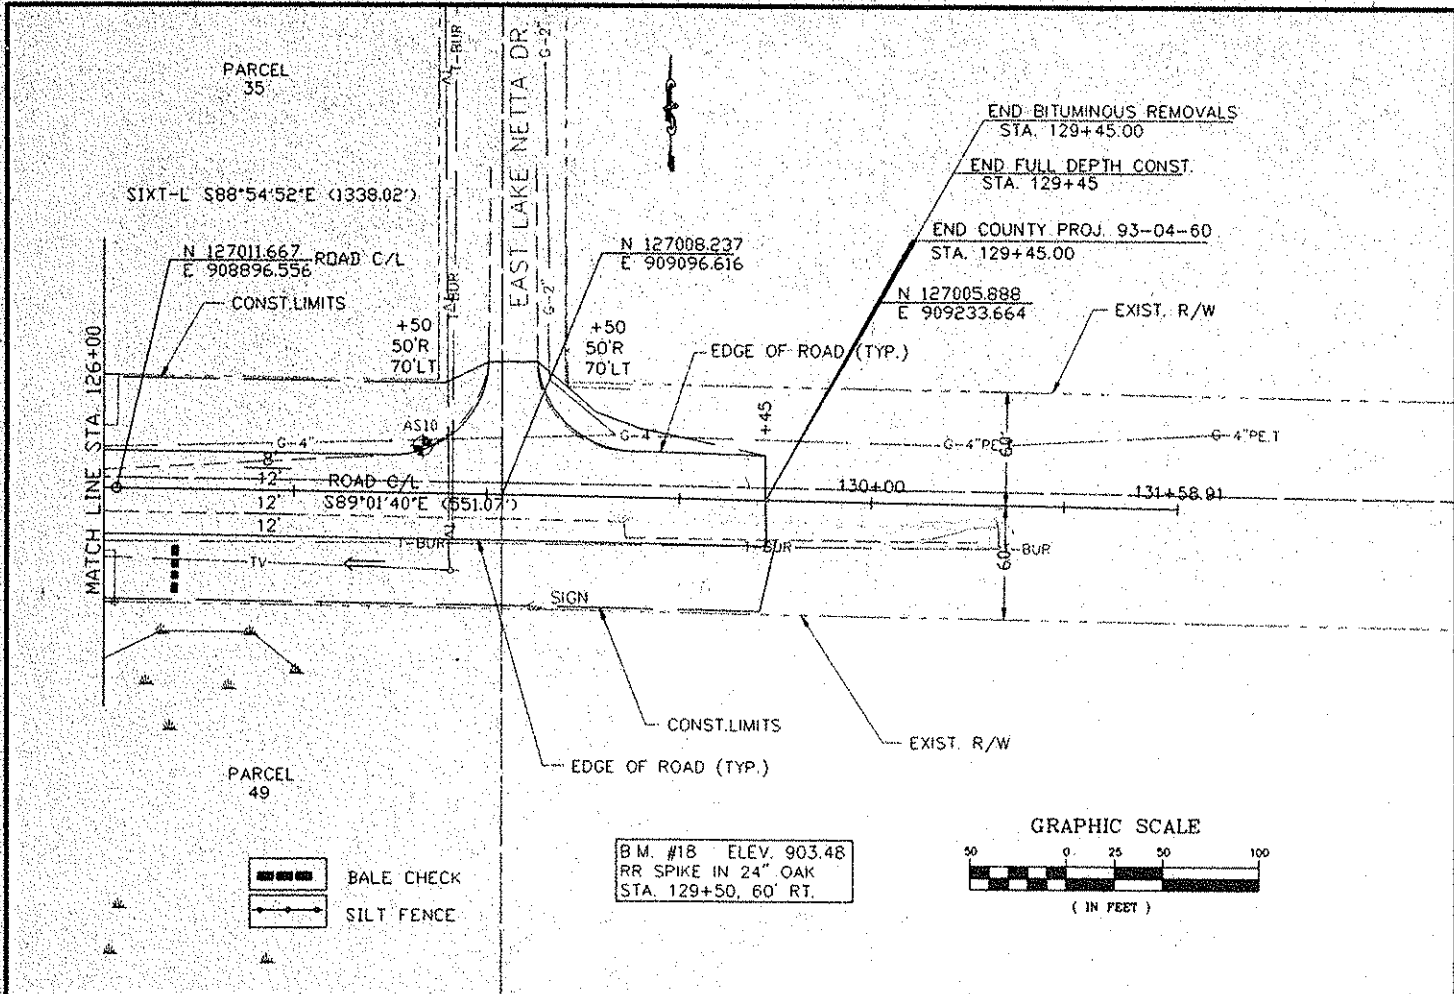 PARCEL
35
SIXT-L S88°54'52"E (1338.02')
N 127011.667
E 908896.556
ROAD C/L
CONST.LIMITS
MATCH LINE STA. 126+00
T-BUR
T-BUR
EAST LAKE NETTA DR.
G-2"
G-2"
+50
50'R
70'LT
+50
50'R
70'LT
N 127008.237
E 909096.616
END BITUMINOUS REMOVALS
STA. 129+45.00
END FULL DEPTH CONST.
STA. 129+45
END COUNTY PROJ. 93-04-60
STA. 129+45.00
N 127005.888
E 909233.664
EXIST. R/W
EDGE OF ROAD (TYP.)
+45
AS10
G-4"
G-4"
G-4"PE.T
8'
12'
12'
12'
ROAD C/L
S89°01'40"E (551.07')
130+00
131+58.91
60'
60'
T-BUR
T-BUR
T-BUR
TV
SIGN
CONST.LIMITS
EXIST. R/W
EDGE OF ROAD (TYP.)
PARCEL
49
BALE CHECK
SILT FENCE
B.M. #18 ELEV. 903.48
RR SPIKE IN 24" OAK
STA. 129+50, 60' RT.
GRAPHIC SCALE
50 0 25 50 100
( IN FEET )